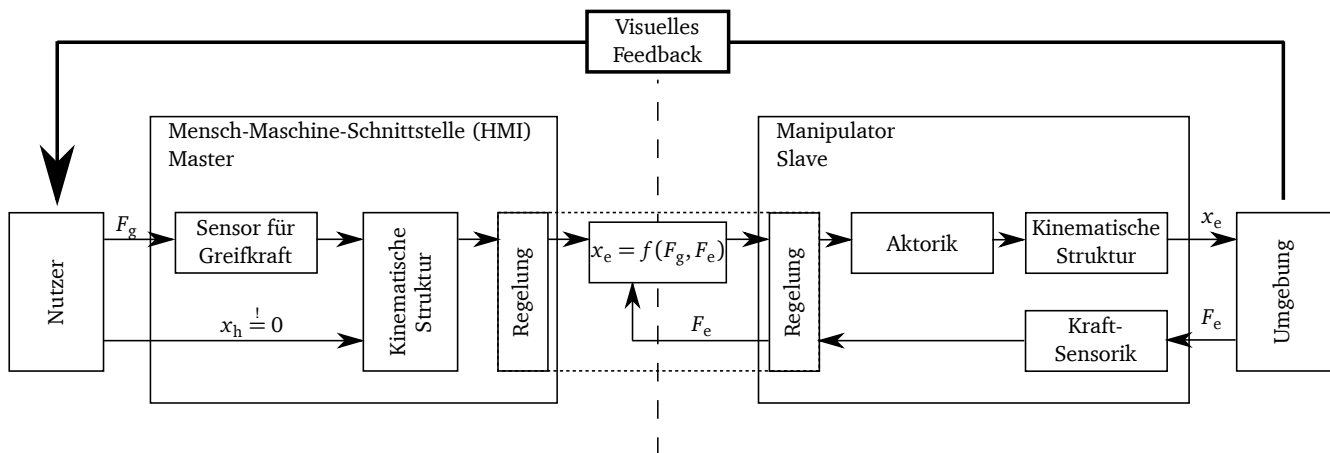 Visuelles
Feedback
Mensch-Maschine-Schnittstelle (HMI)
Master
Manipulator
Slave
Nutzer
F_g
Sensor für
Greifkraft
x_h \overset{!}{=} 0
Kinematische
Struktur
Regelung
x_e = f(F_g, F_e)
F_e
Regelung
Aktorik
Kinematische
Struktur
Kraft-
Sensorik
x_e
F_e
Umgebung